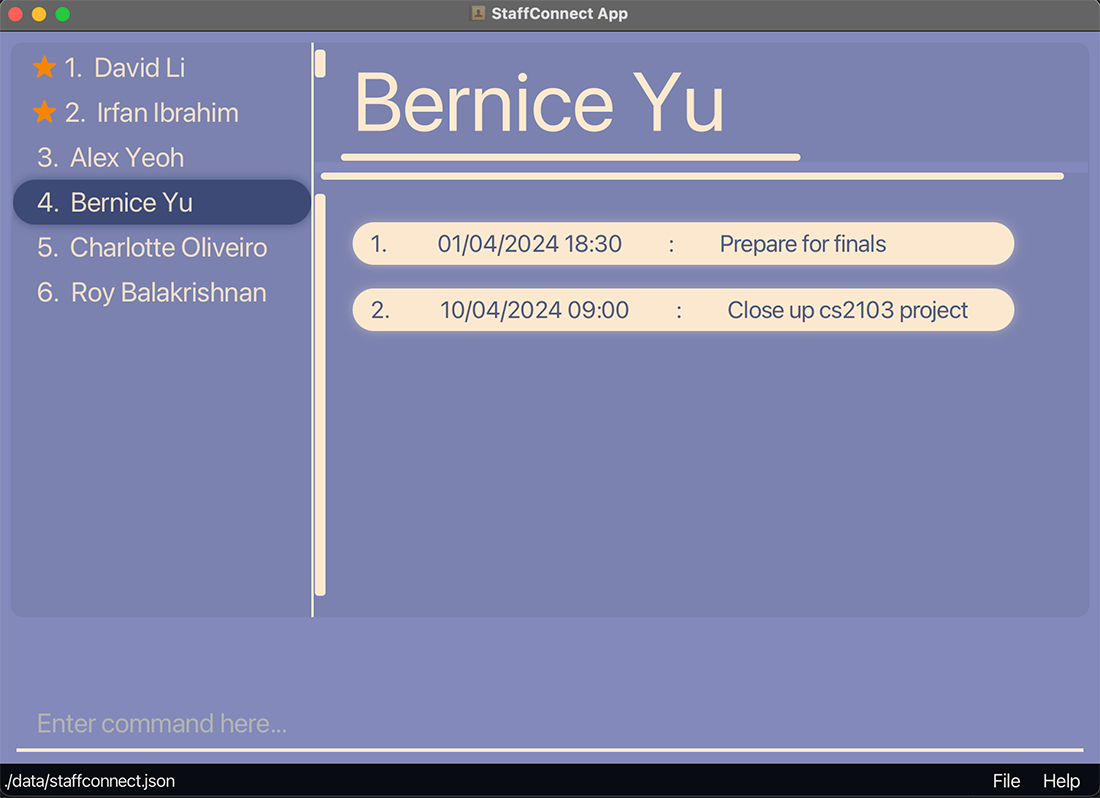 StaffConnect App
1. David Li
2. Irfan Ibrahim
3. Alex Yeoh
4. Bernice Yu
5. Charlotte Oliveiro
6. Roy Balakrishnan
Bernice Yu
1. 01/04/2024 18:30 : Prepare for finals
2. 10/04/2024 09:00 : Close up cs2103 project
Enter command here...
./data/staffconnect.json
File Help